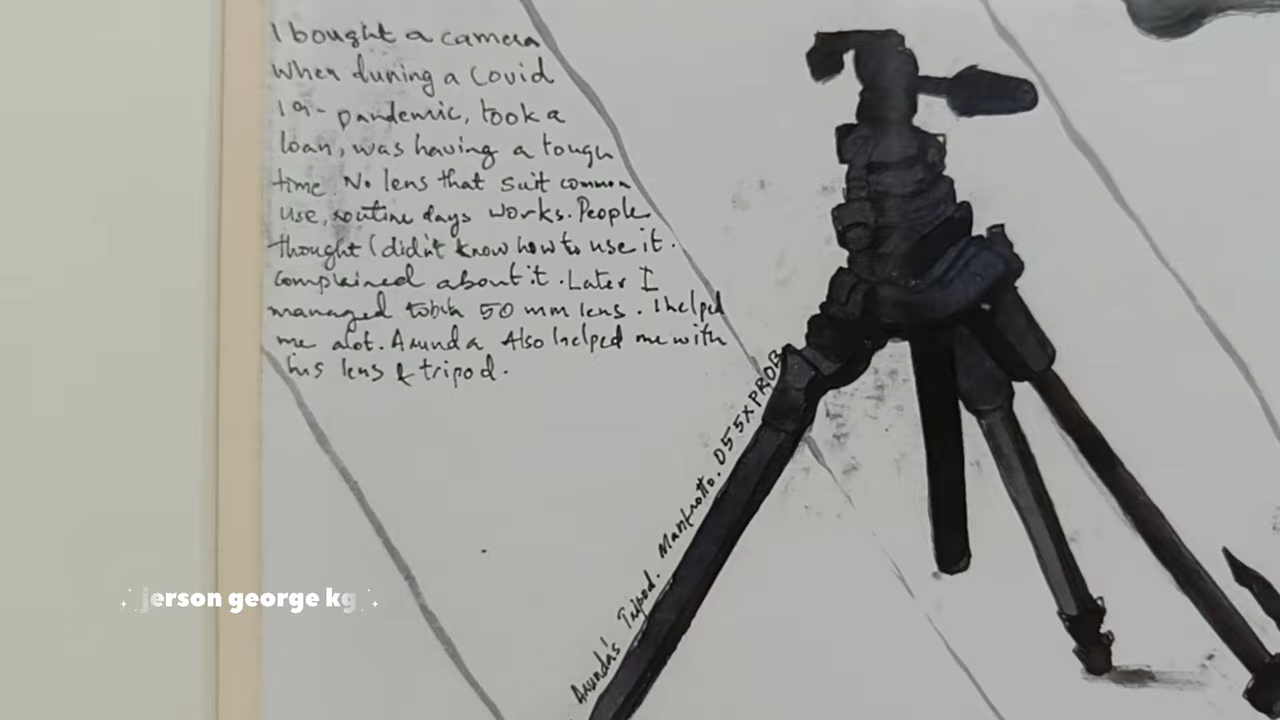 I bought a camera
when during a Covid
19- pandemic, took a
loan, was having a tough
time. No lens that suit common
use, routine days works. People
thought I didn't know how to use it.
complained about it. Later I
managed 50 mm lens. I helped
me alot. Arunda Also helped me with
his lens & tripod.
Arunda's Tripod. Manfrotto. 055XPROB
jerson george kg